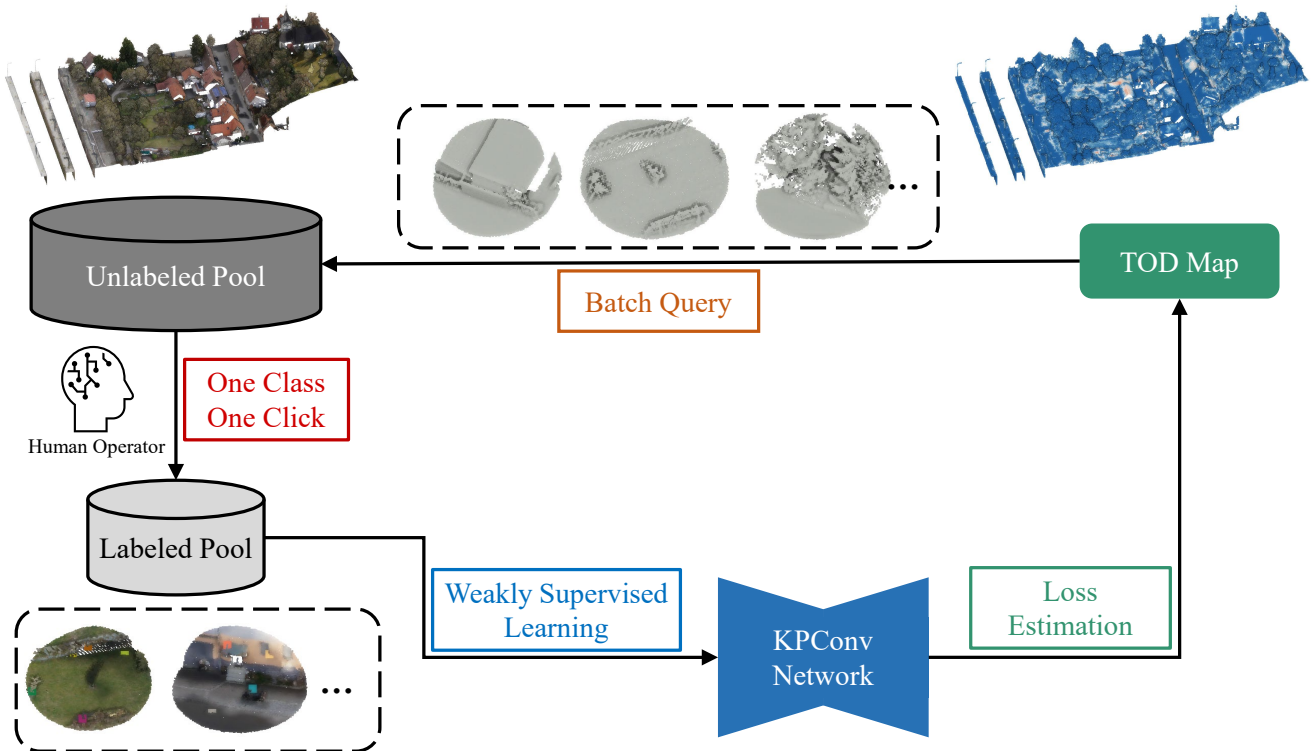 Unlabeled Pool
Batch Query
TOD Map
One Class
One Click
Human Operator
Labeled Pool
Weakly Supervised
Learning
KPConv
Network
Loss
Estimation
...
...